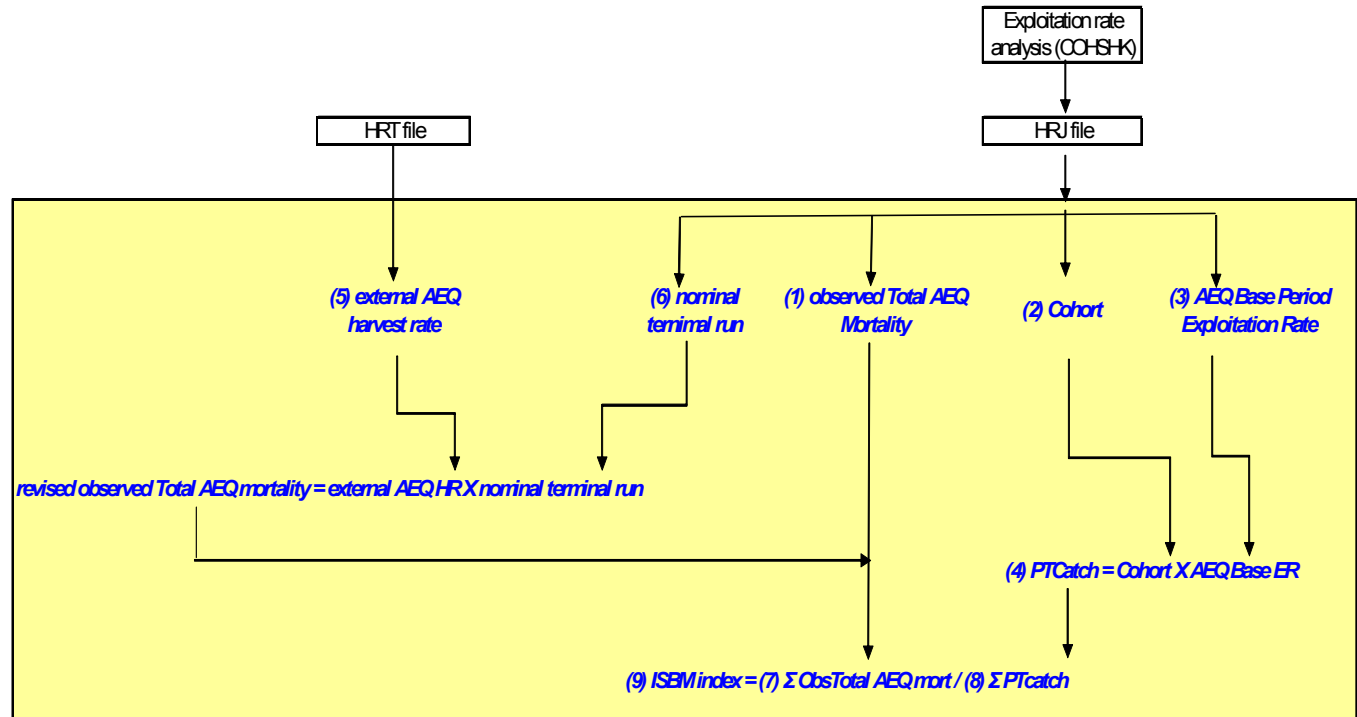 Exploitation rate
analysis (COHSHK)
HRT file
HRJ file
(5) external AEQ
harvest rate
(6) nominal
ternimal run
(1) observed Total AEQ
Mortality
(2) Cohort
(3) AEQ Base Period
Exploitation Rate
revised observed Total AEQ mortality = external AEQ HR X nominal terminal run
(4) PTCatch = Cohort X AEQ Base ER
(9) ISBM index = (7) Σ ObsTotal AEQ mort / (8) Σ PTcatch